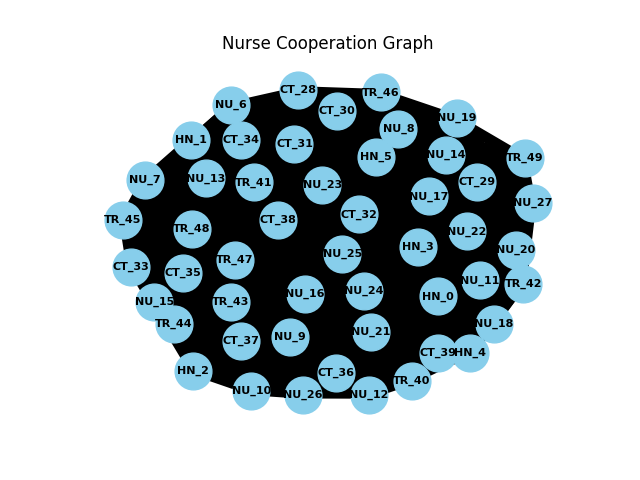 Nurse Cooperation Graph
CT_28
TR_46
NU_6
CT_30
NU_19
NU_8
HN_1
CT_34
CT_31
HN_5
NU_14
TR_49
NU_7
NU_13
TR_41
NU_23
CT_29
NU_17
NU_27
TR_45
CT_38
CT_32
TR_48
NU_22
HN_3
NU_20
NU_25
TR_47
CT_33
CT_35
NU_11
TR_42
NU_16
NU_24
HN_0
NU_15
TR_43
TR_44
NU_18
NU_21
NU_9
CT_37
CT_39
HN_4
HN_2
CT_36
TR_40
NU_10
NU_26
NU_12